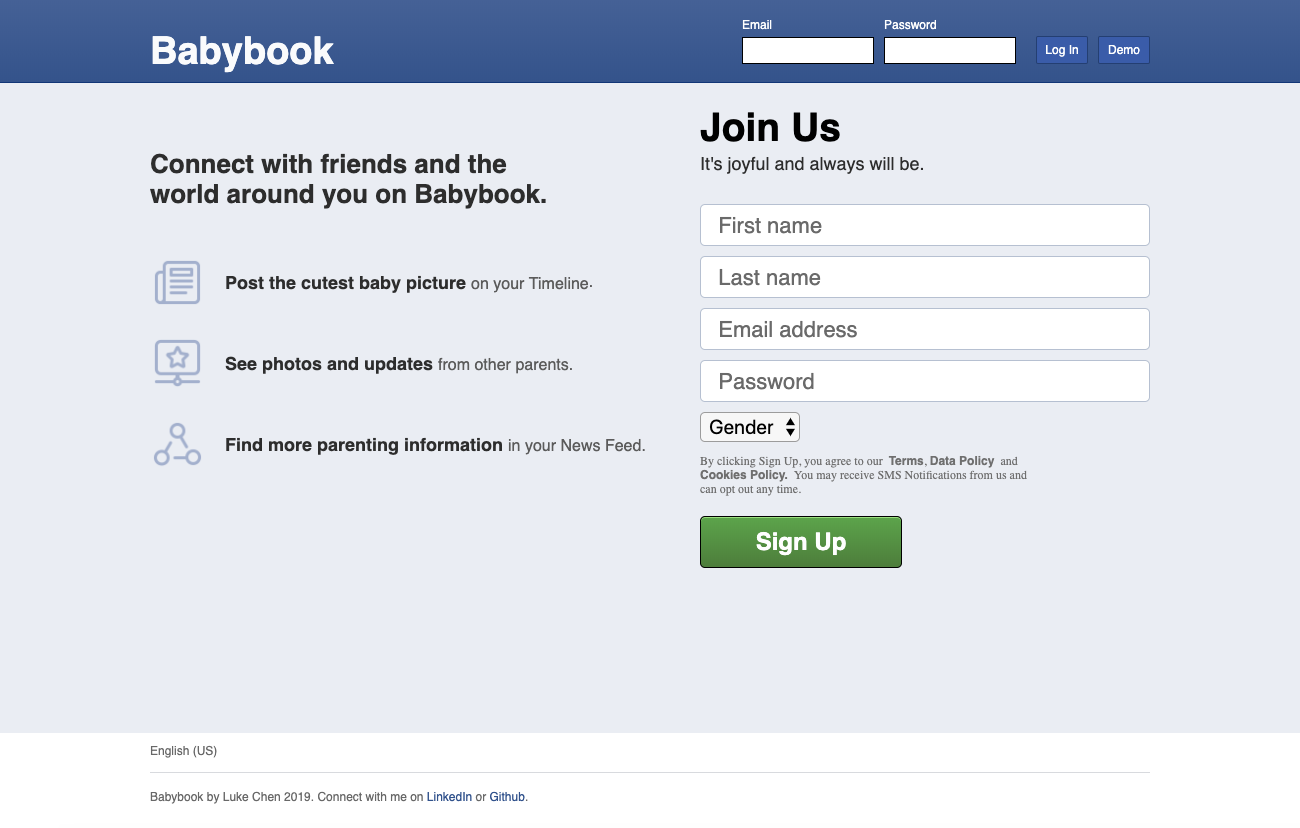 Babybook
Email
Password
Log In
Demo
Connect with friends and the
world around you on Babybook.
Post the cutest baby picture on your Timeline.
See photos and updates from other parents.
Find more parenting information in your News Feed.
Join Us
It's joyful and always will be.
First name
Last name
Email address
Password
Gender
By clicking Sign Up, you agree to our Terms, Data Policy and
Cookies Policy. You may receive SMS Notifications from us and
can opt out any time.
Sign Up
English (US)
Babybook by Luke Chen 2019. Connect with me on LinkedIn or Github.